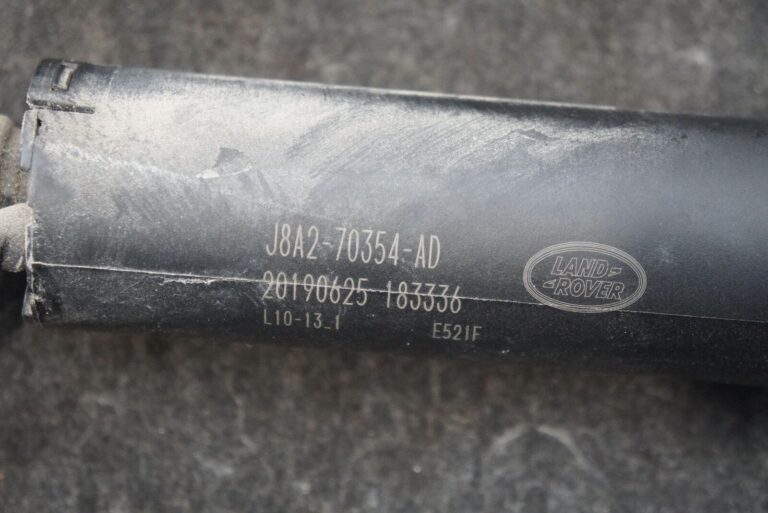 J8A2-70354-AD
20190625 183336
L10-13_1 E521F
LAND-
-ROVER